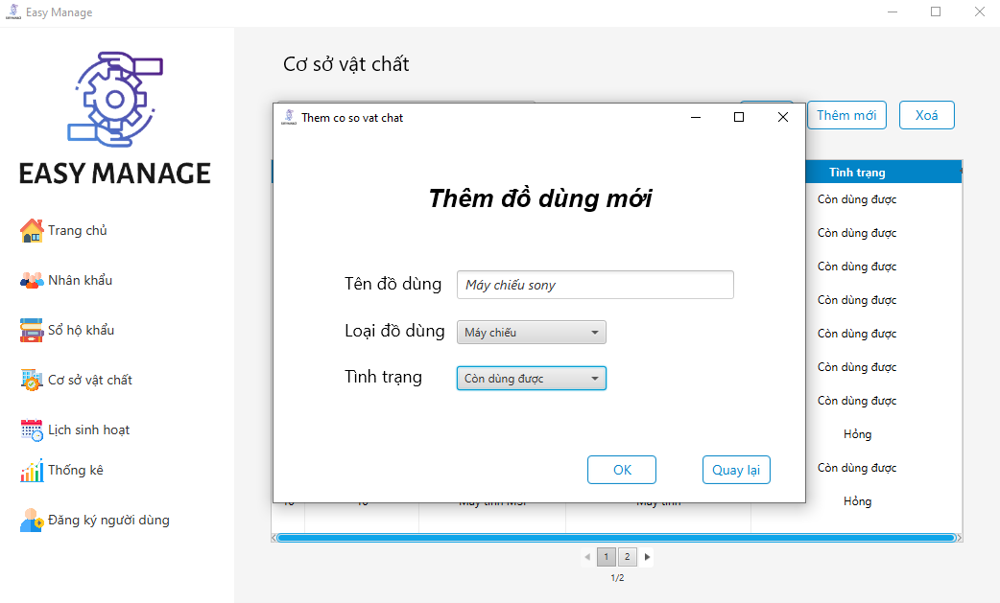 Easy Manage
EASY MANAGE
Trang chủ
Nhân khẩu
Sổ hộ khẩu
Cơ sở vật chất
Lịch sinh hoạt
Thống kê
Đăng ký người dùng
Cơ sở vật chất
Thêm mới
Xoá
Tình trạng
Còn dùng được
Còn dùng được
Còn dùng được
Còn dùng được
Còn dùng được
Còn dùng được
Còn dùng được
Hỏng
Còn dùng được
10 10 Máy tính MSI Máy tính Hỏng
1 2
1/2
Them co so vat chat
Thêm đồ dùng mới
Tên đồ dùng Máy chiếu sony
Loại đồ dùng Máy chiếu
Tình trạng Còn dùng được
OK Quay lại